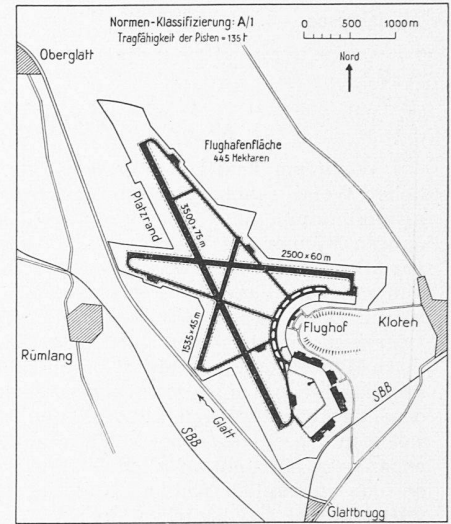 Normen-Klassifizierung: A/1
Tragfähigkeit der Pisten = 135 t
0 500 1000 m
Nord
Oberglatt
Flughafenfläche
445 Hektaren
Platzrand
3500 × 75 m
2500 × 60 m
1535 × 45 m
Flughof
Kloten
Rümlang
SBB
Glatt
SBB
Glattbrugg